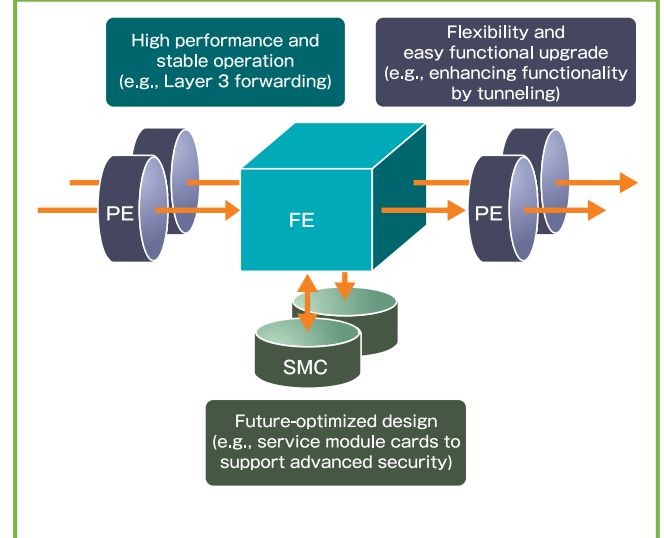 High performance and
stable operation
(e.g., Layer 3 forwarding)
Flexibility and
easy functional upgrade
(e.g., enhancing functionality
by tunneling)
PE
FE
PE
SMC
Future-optimized design
(e.g., service module cards to
support advanced security)